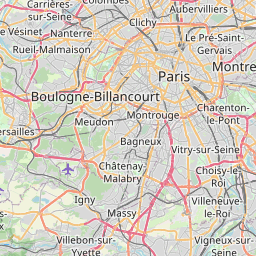 Carrières-
sur-Seine
Colombes
Aubervilliers
Clichy
Le Vésinet
Nanterre
Le Pré-Saint-
Gervais
Rueil-Malmaison
Paris
Montre
Boulogne-Billancourt
Charenton-
le-Pont
Montrouge
Meudon
ersailles
Bagneux
Vitry-sur-Seine
Châtenay-
Malabry
Choisy-le-
Roi
Igny
Villeneuve-
le-Roi
Massy
Villebon-sur-
Yvette
Vigneux-sur-
Seine